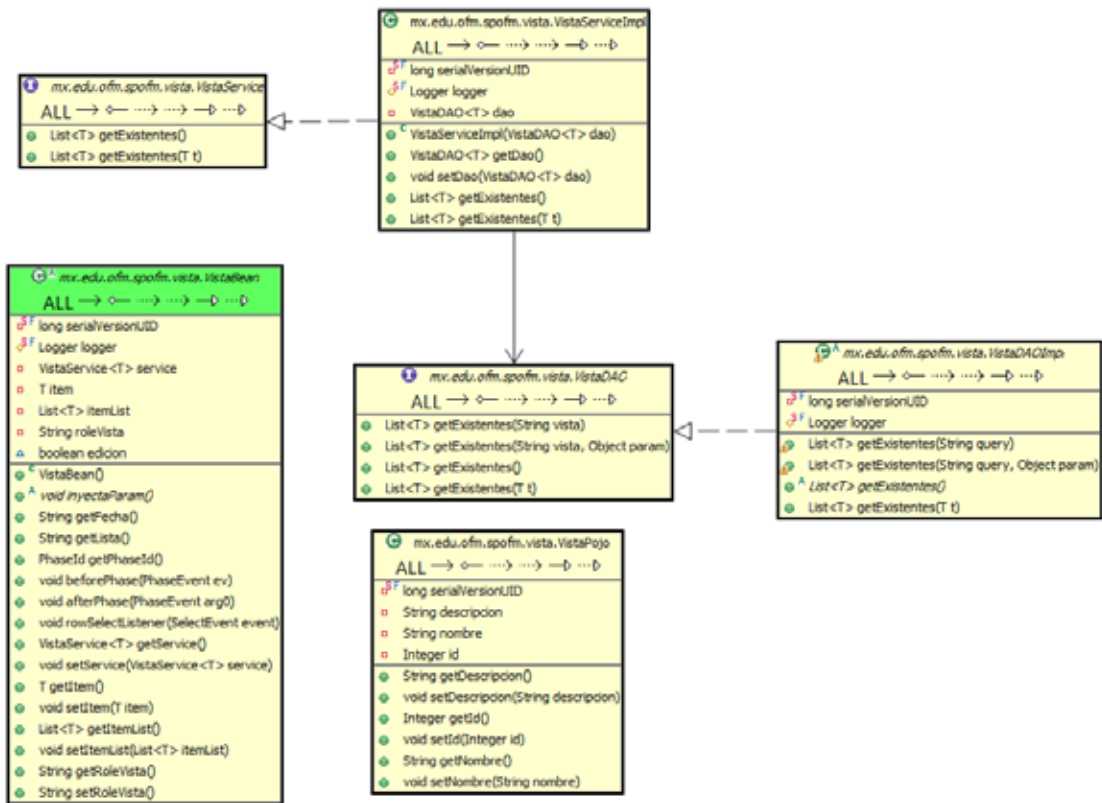 mx.edu.ofm.spofm.vista.VistaServiceImpl
ALL
S F long serialVersionUID
S F Logger logger
VistaDAO<T> dao
C VistaServiceImpl(VistaDAO<T> dao)
VistaDAO<T> getDao()
void setDao(VistaDAO<T> dao)
List<T> getExistentes()
List<T> getExistentes(T t)
I mx.edu.ofm.spofm.vista.VistaService
ALL
List<T> getExistentes()
List<T> getExistentes(T t)
A mx.edu.ofm.spofm.vista.VistaBean
ALL
S F long serialVersionUID
S F Logger logger
VistaService<T> service
T item
List<T> itemList
String roleVista
boolean edicion
C VistaBean()
A void inyectaParam()
String getFecha()
String getLista()
PhaseId getPhaseId()
void beforePhase(PhaseEvent ev)
void afterPhase(PhaseEvent arg0)
void rowSelectListener(SelectEvent event)
VistaService<T> getService()
void setService(VistaService<T> service)
T getItem()
void setItem(T item)
List<T> getItemList()
void setItemList(List<T> itemList)
String getRoleVista()
String setRoleVista()
I mx.edu.ofm.spofm.vista.VistaDAO
ALL
List<T> getExistentes(String vista)
List<T> getExistentes(String vista, Object param)
List<T> getExistentes()
List<T> getExistentes(T t)
A mx.edu.ofm.spofm.vista.VistaDAOImpl
ALL
S F long serialVersionUID
S F Logger logger
List<T> getExistentes(String query)
List<T> getExistentes(String query, Object param)
A List<T> getExistentes()
List<T> getExistentes(T t)
mx.edu.ofm.spofm.vista.VistaPojo
ALL
S F long serialVersionUID
String descripcion
String nombre
Integer id
String getDescripcion()
void setDescripcion(String descripcion)
Integer getId()
void setId(Integer id)
String getNombre()
void setNombre(String nombre)